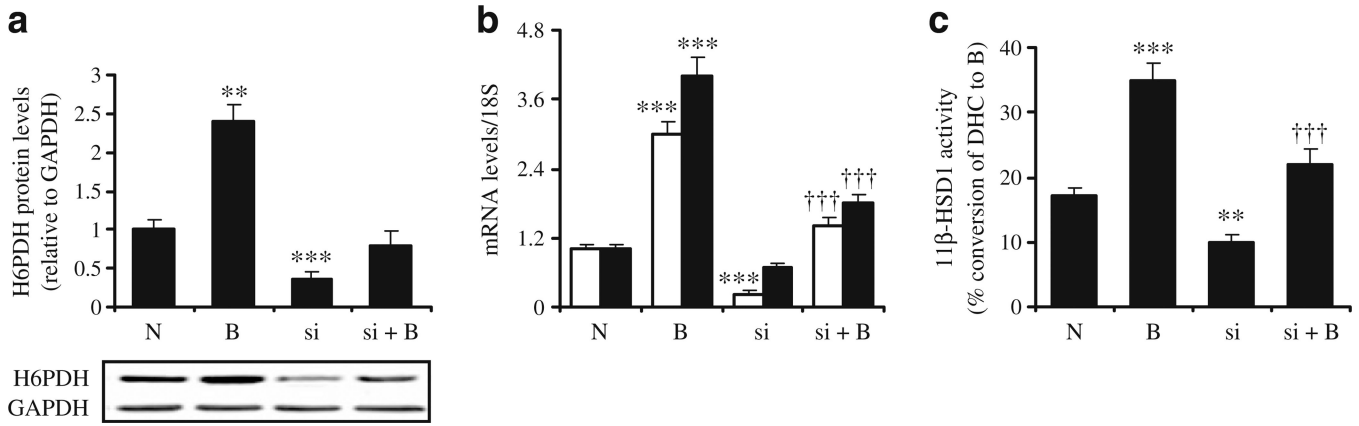 a
H6PDH protein levels
(relative to GAPDH)
3
2.5
2
1.5
1
0.5
0
**
***
N B si si + B
H6PDH
GAPDH
b
mRNA levels/18S
4.8
3.6
2.4
1.2
0
***
***
***
†††
†††
N B si si + B
c
11β-HSD1 activity
(% conversion of DHC to B)
40
30
20
10
0
***
**
†††
N B si si + B